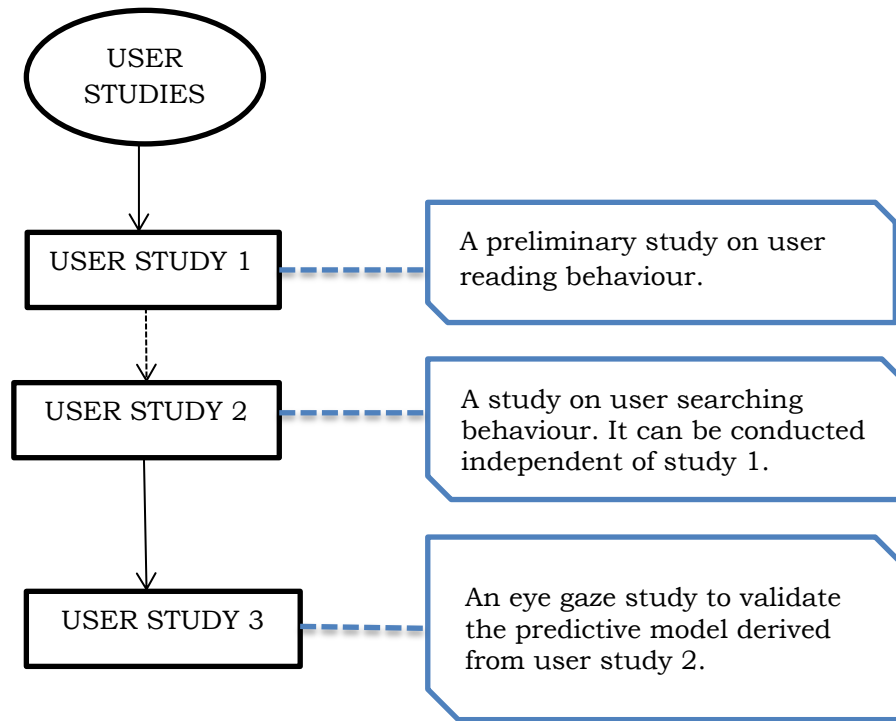 USER
STUDIES
USER STUDY 1
A preliminary study on user
reading behaviour.
USER STUDY 2
A study on user searching
behaviour. It can be conducted
independent of study 1.
USER STUDY 3
An eye gaze study to validate
the predictive model derived
from user study 2.